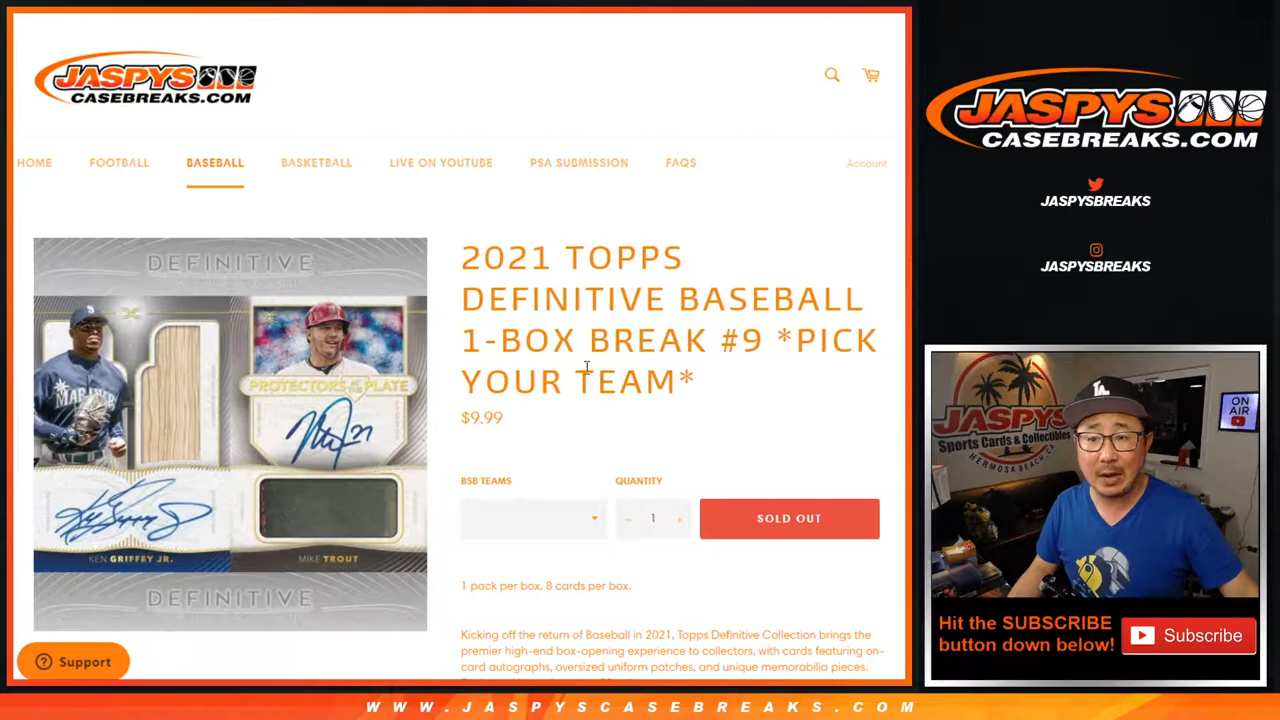 JASPYS
CASEBREAKS.COM
HOME
FOOTBALL
BASEBALL
BASKETBALL
LIVE ON YOUTUBE
PSA SUBMISSION
FAQS
Account
DEFINITIVE
PROTECTORS OF THE PLATE
MARINERS
KEN GRIFFEY JR.
MIKE TROUT
DEFINITIVE
2021 TOPPS
DEFINITIVE BASEBALL
1-BOX BREAK #9 *PICK
YOUR TEAM*
$9.99
BSB TEAMS
QUANTITY
− 1 +
SOLD OUT
1 pack per box. 8 cards per box.
Kicking off the return of Baseball in 2021, Topps Definitive Collection brings the
premier high-end box-opening experience to collectors, with cards featuring on-
card autographs, oversized uniform patches, and unique memorabilia pieces.
? Support
JASPYS
CASEBREAKS.COM
JASPYSBREAKS
JASPYSBREAKS
JASPYS
Sports Cards & Collectibles
HERMOSA BEACH, CA
LA
ON
AIR
Hit the SUBSCRIBE
button down below!
Subscribe
WWW.JASPYSCASEBREAKS.COM